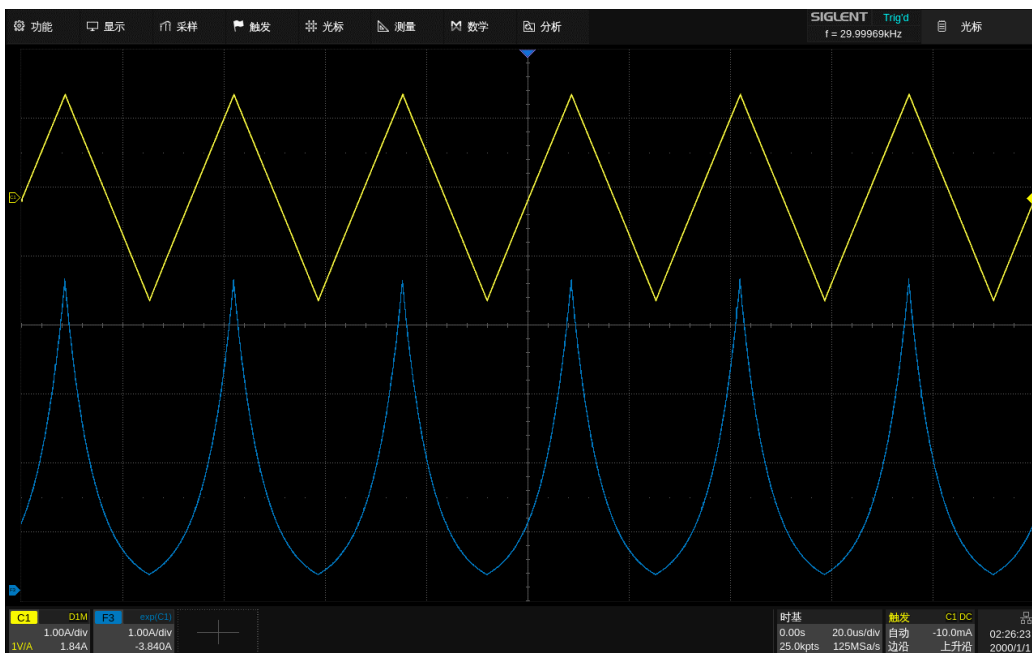 功能 显示 采样 触发 光标 测量 数学 分析 SIGLENT Trig'd 光标
f = 29.99969kHz
C1 D1M F3 exp(C1) 时基 触发 C1 DC
1.00A/div 1.00A/div 0.00s 20.0us/div 自动 -10.0mA 02:26:23
1V/A 1.84A -3.840A 25.0kpts 125MSa/s 边沿 上升沿 2000/1/1